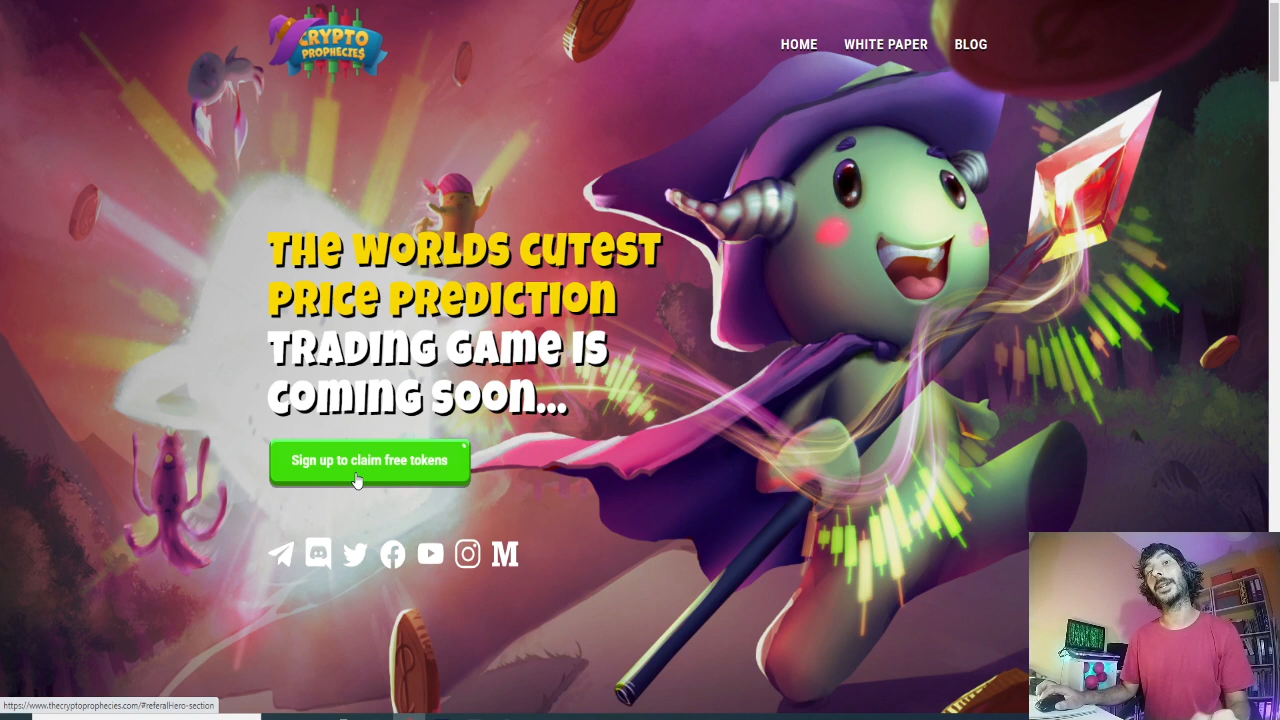 CRYPTO
PROPHECIES
HOME
WHITE PAPER
BLOG
THE WORLDS CUTEST
PRICE PREDICTION
TRADING GAME IS
COMING SOON...
Sign up to claim free tokens
M
https://www.thecryptoprophecies.com/#referalHero-section